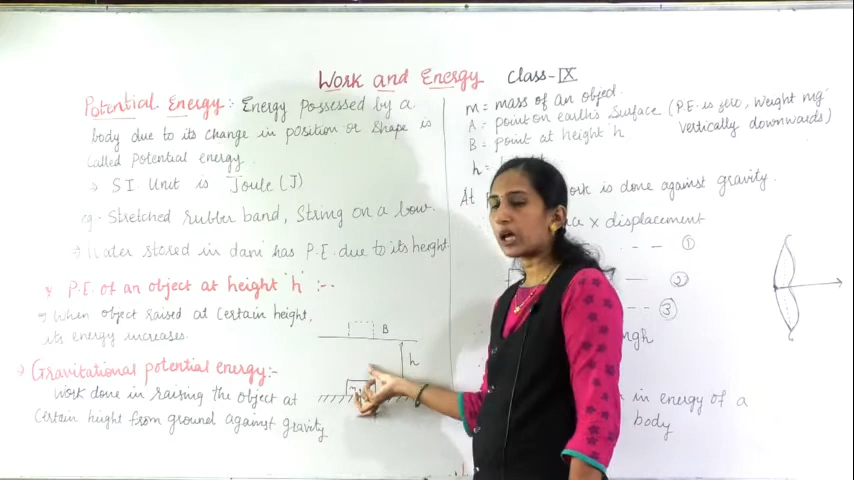 Work and Energy Class-IX
Potential Energy:- Energy possessed by a
body due to its change in position or shape is
called potential energy.
→ SI Unit is Joule (J)
eg- Stretched rubber band, String on a bow.
→ Water stored in dam has P.E. due to its height
* P.E. of an object at height 'h' :-
→ When object raised at certain height,
its energy increases.
→ Gravitational potential energy:-
Work done in raising the object at
certain height from ground against gravity
B
h
m
m = mass of an object.
A = point on earth's surface (P.E. is zero, weight mg
vertically downwards)
B = point at height 'h'
h =
At work is done against gravity.
x displacement
- - - ①
- ②
- - ③
mgh
in energy of a
body